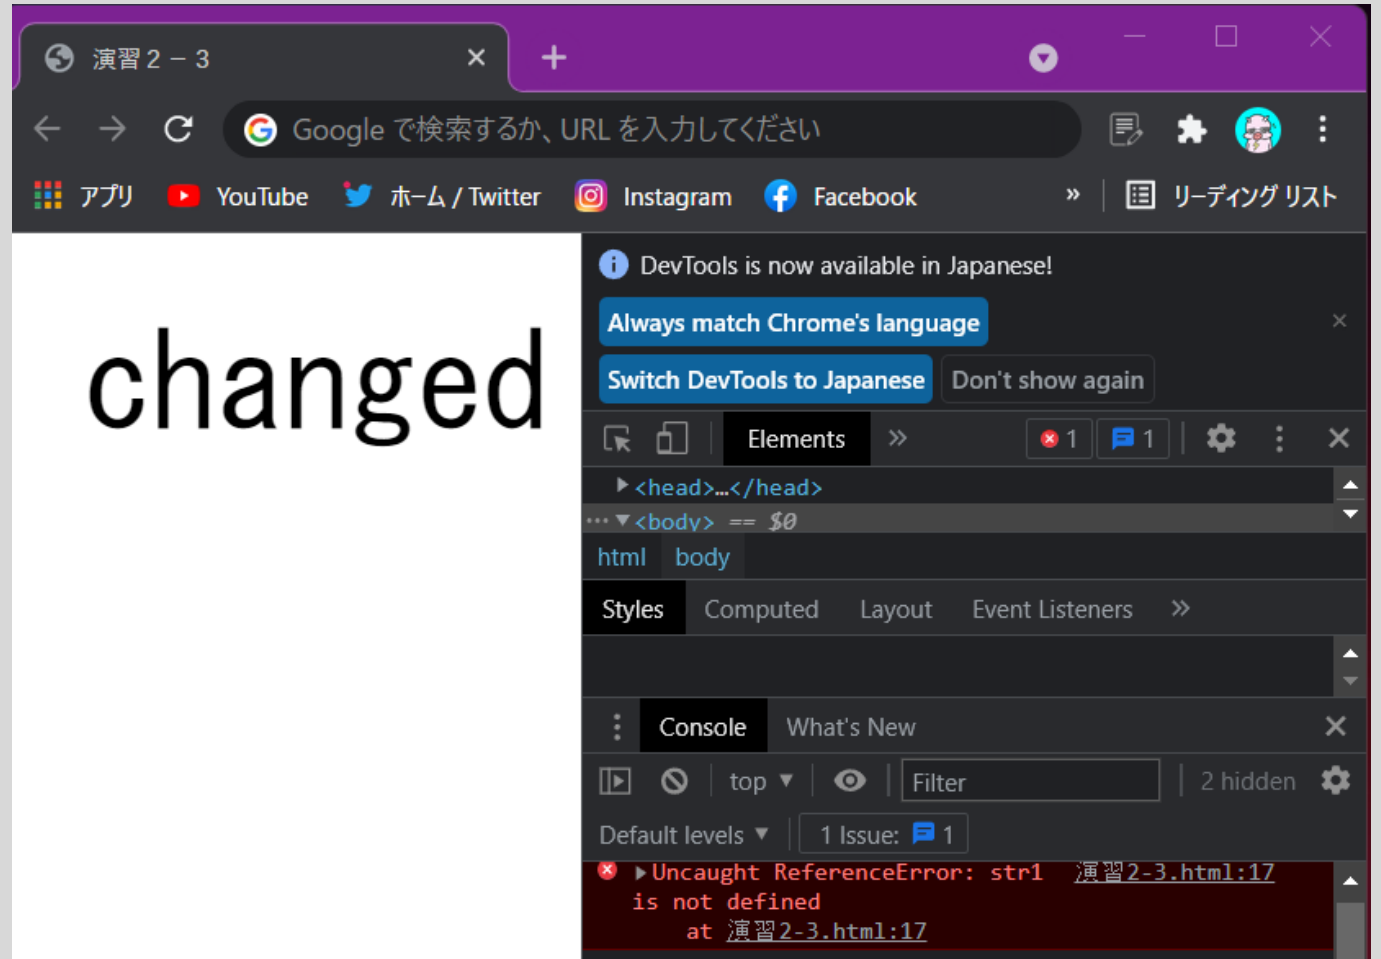 演習２－３
Google で検索するか、URL を入力してください
アプリ YouTube ホーム / Twitter Instagram Facebook » リーディング リスト
changed
DevTools is now available in Japanese!
Always match Chrome's language
Switch DevTools to Japanese Don't show again
Elements » 1 1
<head>…</head>
<body> == $0
html body
Styles Computed Layout Event Listeners »
Console What's New
top Filter 2 hidden
Default levels 1 Issue: 1
Uncaught ReferenceError: str1 演習2-3.html:17
is not defined
at 演習2-3.html:17